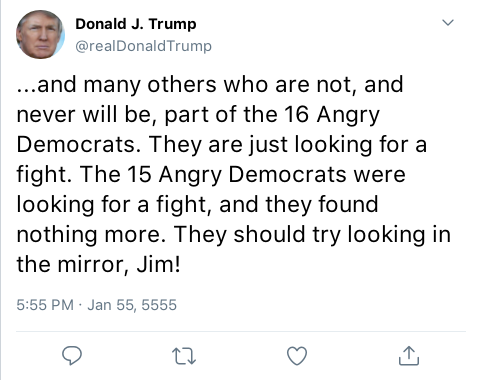 Donald J. Trump
@realDonaldTrump
...and many others who are not, and
never will be, part of the 16 Angry
Democrats. They are just looking for a
fight. The 15 Angry Democrats were
looking for a fight, and they found
nothing more. They should try looking in
the mirror, Jim!
5:55 PM · Jan 55, 5555